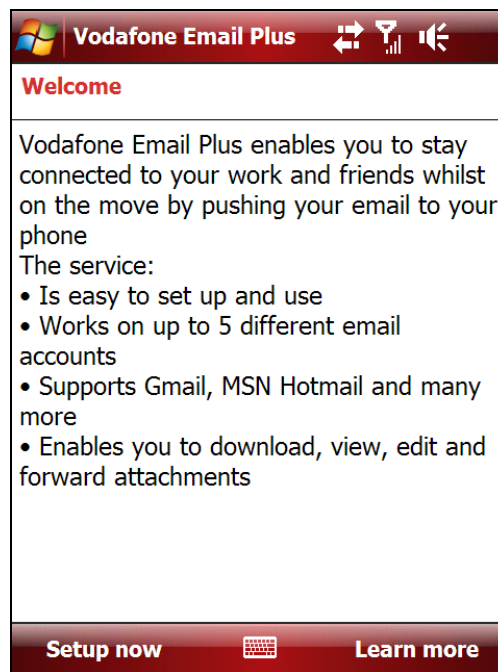 Vodafone Email Plus
Welcome
Vodafone Email Plus enables you to stay
connected to your work and friends whilst
on the move by pushing your email to your
phone
The service:
• Is easy to set up and use
• Works on up to 5 different email
accounts
• Supports Gmail, MSN Hotmail and many
more
• Enables you to download, view, edit and
forward attachments
Setup now
Learn more